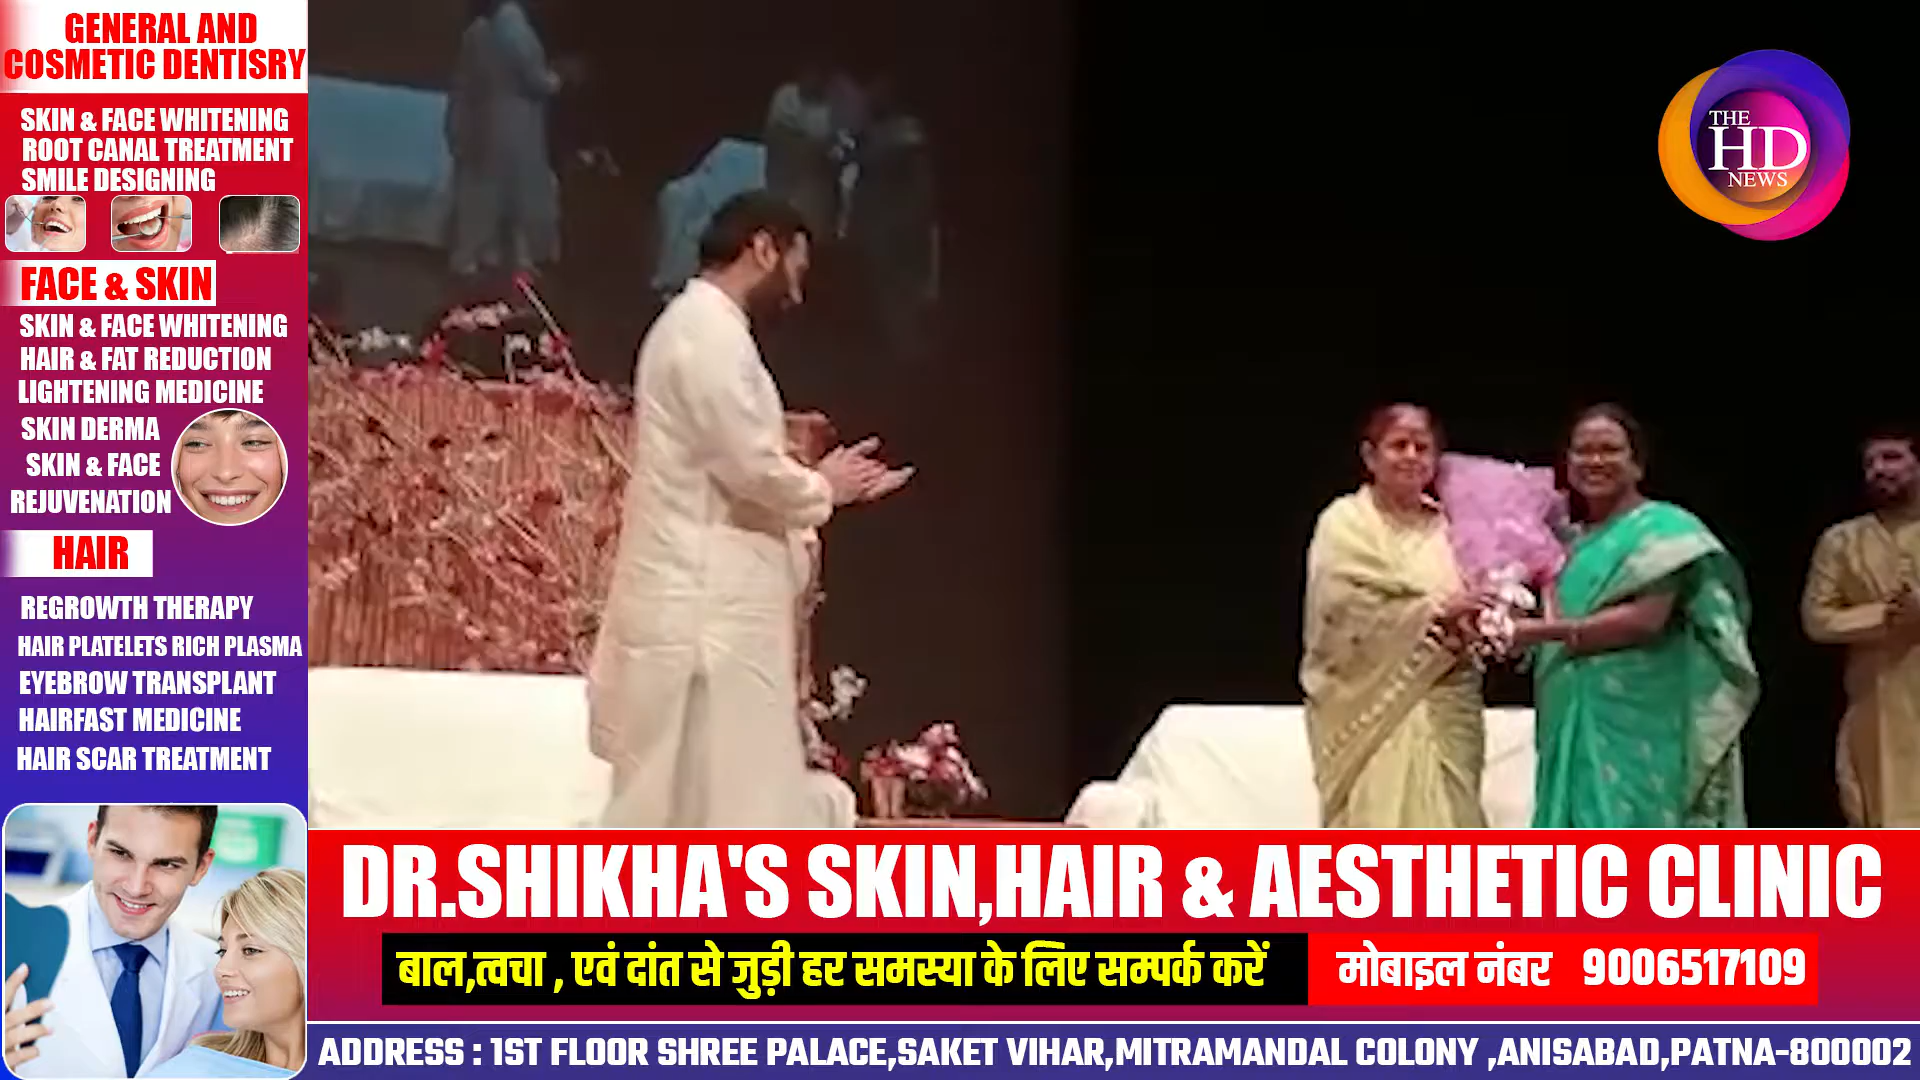 GENERAL AND
COSMETIC DENTISRY
SKIN & FACE WHITENING
ROOT CANAL TREATMENT
SMILE DESIGNING
FACE & SKIN
SKIN & FACE WHITENING
HAIR & FAT REDUCTION
LIGHTENING MEDICINE
SKIN DERMA
SKIN & FACE
REJUVENATION
HAIR
REGROWTH THERAPY
HAIR PLATELETS RICH PLASMA
EYEBROW TRANSPLANT
HAIRFAST MEDICINE
HAIR SCAR TREATMENT
THE
HD
NEWS
DR.SHIKHA'S SKIN,HAIR & AESTHETIC CLINIC
बाल,त्वचा , एवं दांत से जुड़ी हर समस्या के लिए सम्पर्क करें
मोबाइल नंबर 9006517109
ADDRESS : 1ST FLOOR SHREE PALACE,SAKET VIHAR,MITRAMANDAL COLONY ,ANISABAD,PATNA-800002